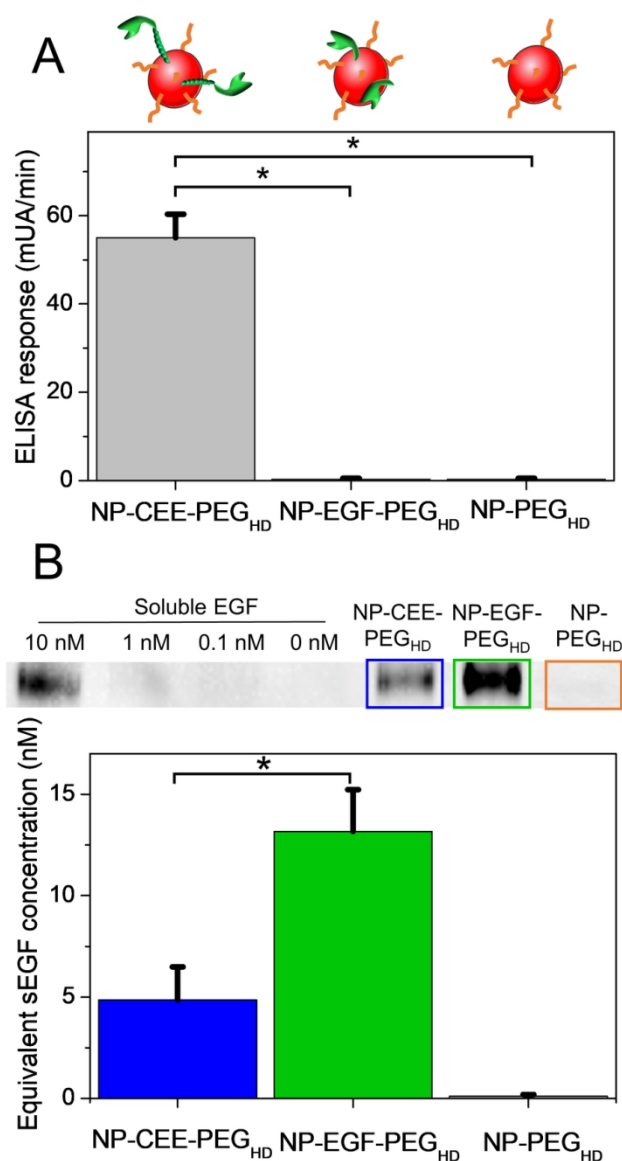 A
*
*
60
40
20
0
ELISA response (mUA/min)
NP-CEE-PEGHD NP-EGF-PEGHD NP-PEGHD
B
Soluble EGF
10 nM 1 nM 0.1 nM 0 nM
NP-CEE- NP-EGF- NP-
PEGHD PEGHD PEGHD
*
15
10
5
0
Equivalent sEGF concentration (nM)
NP-CEE-PEGHD NP-EGF-PEGHD NP-PEGHD